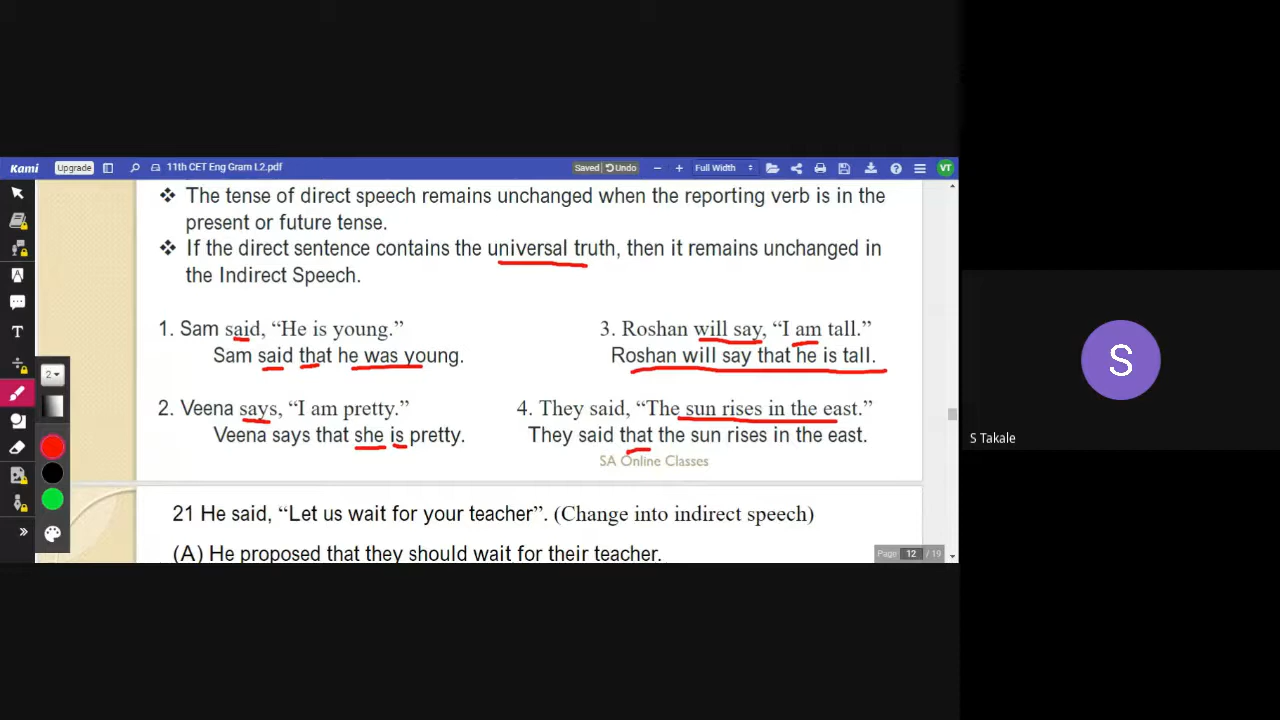 Kami
Upgrade
11th CET Eng Gram L2.pdf
Saved
Undo
Full Width
VT
❖ The tense of direct speech remains unchanged when the reporting verb is in the
present or future tense.
❖ If the direct sentence contains the universal truth, then it remains unchanged in
the Indirect Speech.
1. Sam said, “He is young.”
Sam said that he was young.
2. Veena says, “I am pretty.”
Veena says that she is pretty.
3. Roshan will say, “I am tall.”
Roshan will say that he is tall.
4. They said, “The sun rises in the east.”
They said that the sun rises in the east.
SA Online Classes
21 He said, “Let us wait for your teacher”. (Change into indirect speech)
(A) He proposed that they should wait for their teacher.
Page 12 / 19
2
T
S
S Takale